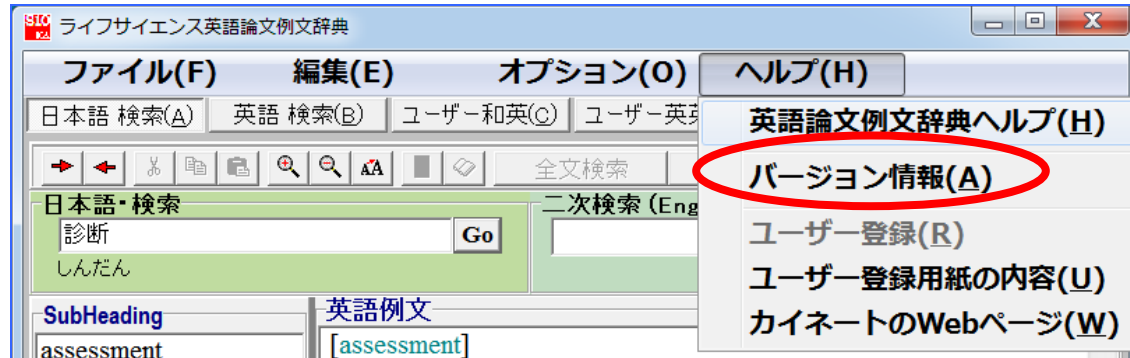 ライフサイエンス英語論文例文辞典
ファイル(F) 編集(E) オプション(O) ヘルプ(H)
日本語 検索(A) 英語 検索(B) ユーザー和英(C) ユーザー英英
英語論文例文辞典ヘルプ(H)
全文検索
バージョン情報(A)
日本語・検索 二次検索 (Eng
診断 Go
しんだん
ユーザー登録(R)
ユーザー登録用紙の内容(U)
カイネートのWebページ(W)
SubHeading 英語例文
assessment [assessment]